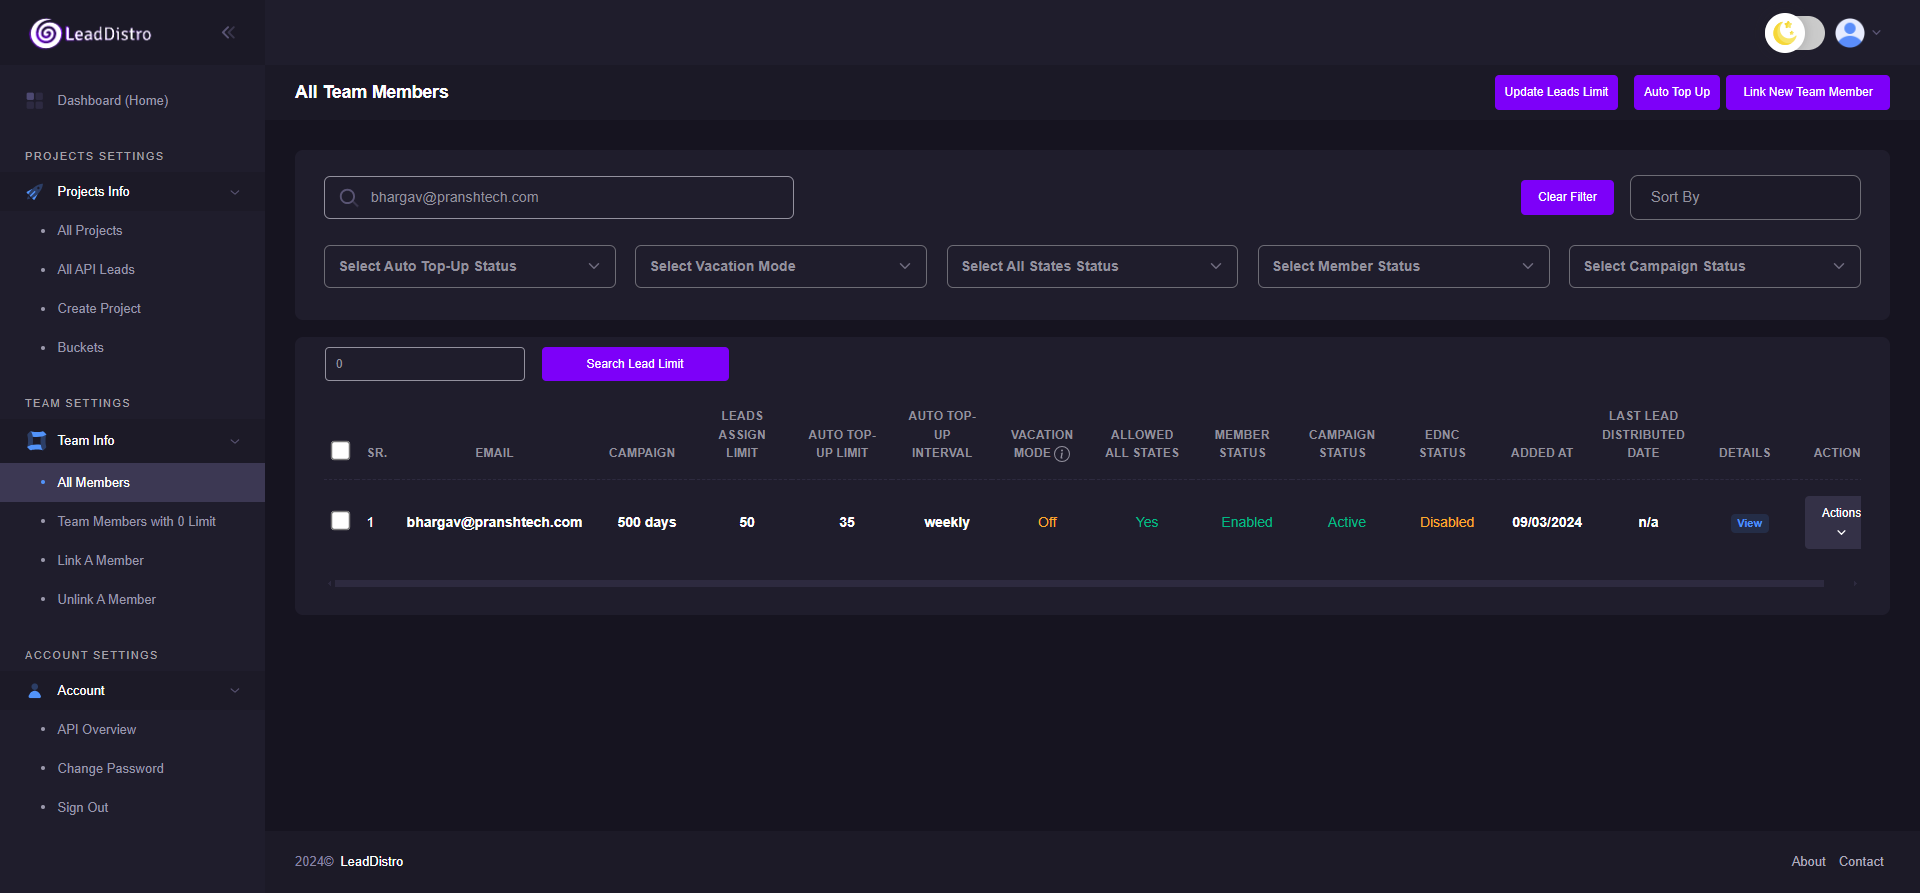 LeadDistro
Dashboard (Home)
PROJECTS SETTINGS
Projects Info
All Projects
All API Leads
Create Project
Buckets
TEAM SETTINGS
Team Info
All Members
Team Members with 0 Limit
Link A Member
Unlink A Member
ACCOUNT SETTINGS
Account
API Overview
Change Password
Sign Out
All Team Members
Update Leads Limit
Auto Top Up
Link New Team Member
bhargav@pranshtech.com
Clear Filter
Sort By
Select Auto Top-Up Status
Select Vacation Mode
Select All States Status
Select Member Status
Select Campaign Status
0
Search Lead Limit
SR.
EMAIL
CAMPAIGN
LEADS
ASSIGN
LIMIT
AUTO TOP-
UP LIMIT
AUTO TOP-
UP
INTERVAL
VACATION
MODE
ALLOWED
ALL STATES
MEMBER
STATUS
CAMPAIGN
STATUS
EDNC
STATUS
ADDED AT
LAST LEAD
DISTRIBUTED
DATE
DETAILS
ACTION
1
bhargav@pranshtech.com
500 days
50
35
weekly
Off
Yes
Enabled
Active
Disabled
09/03/2024
n/a
View
Actions
2024© LeadDistro
About
Contact